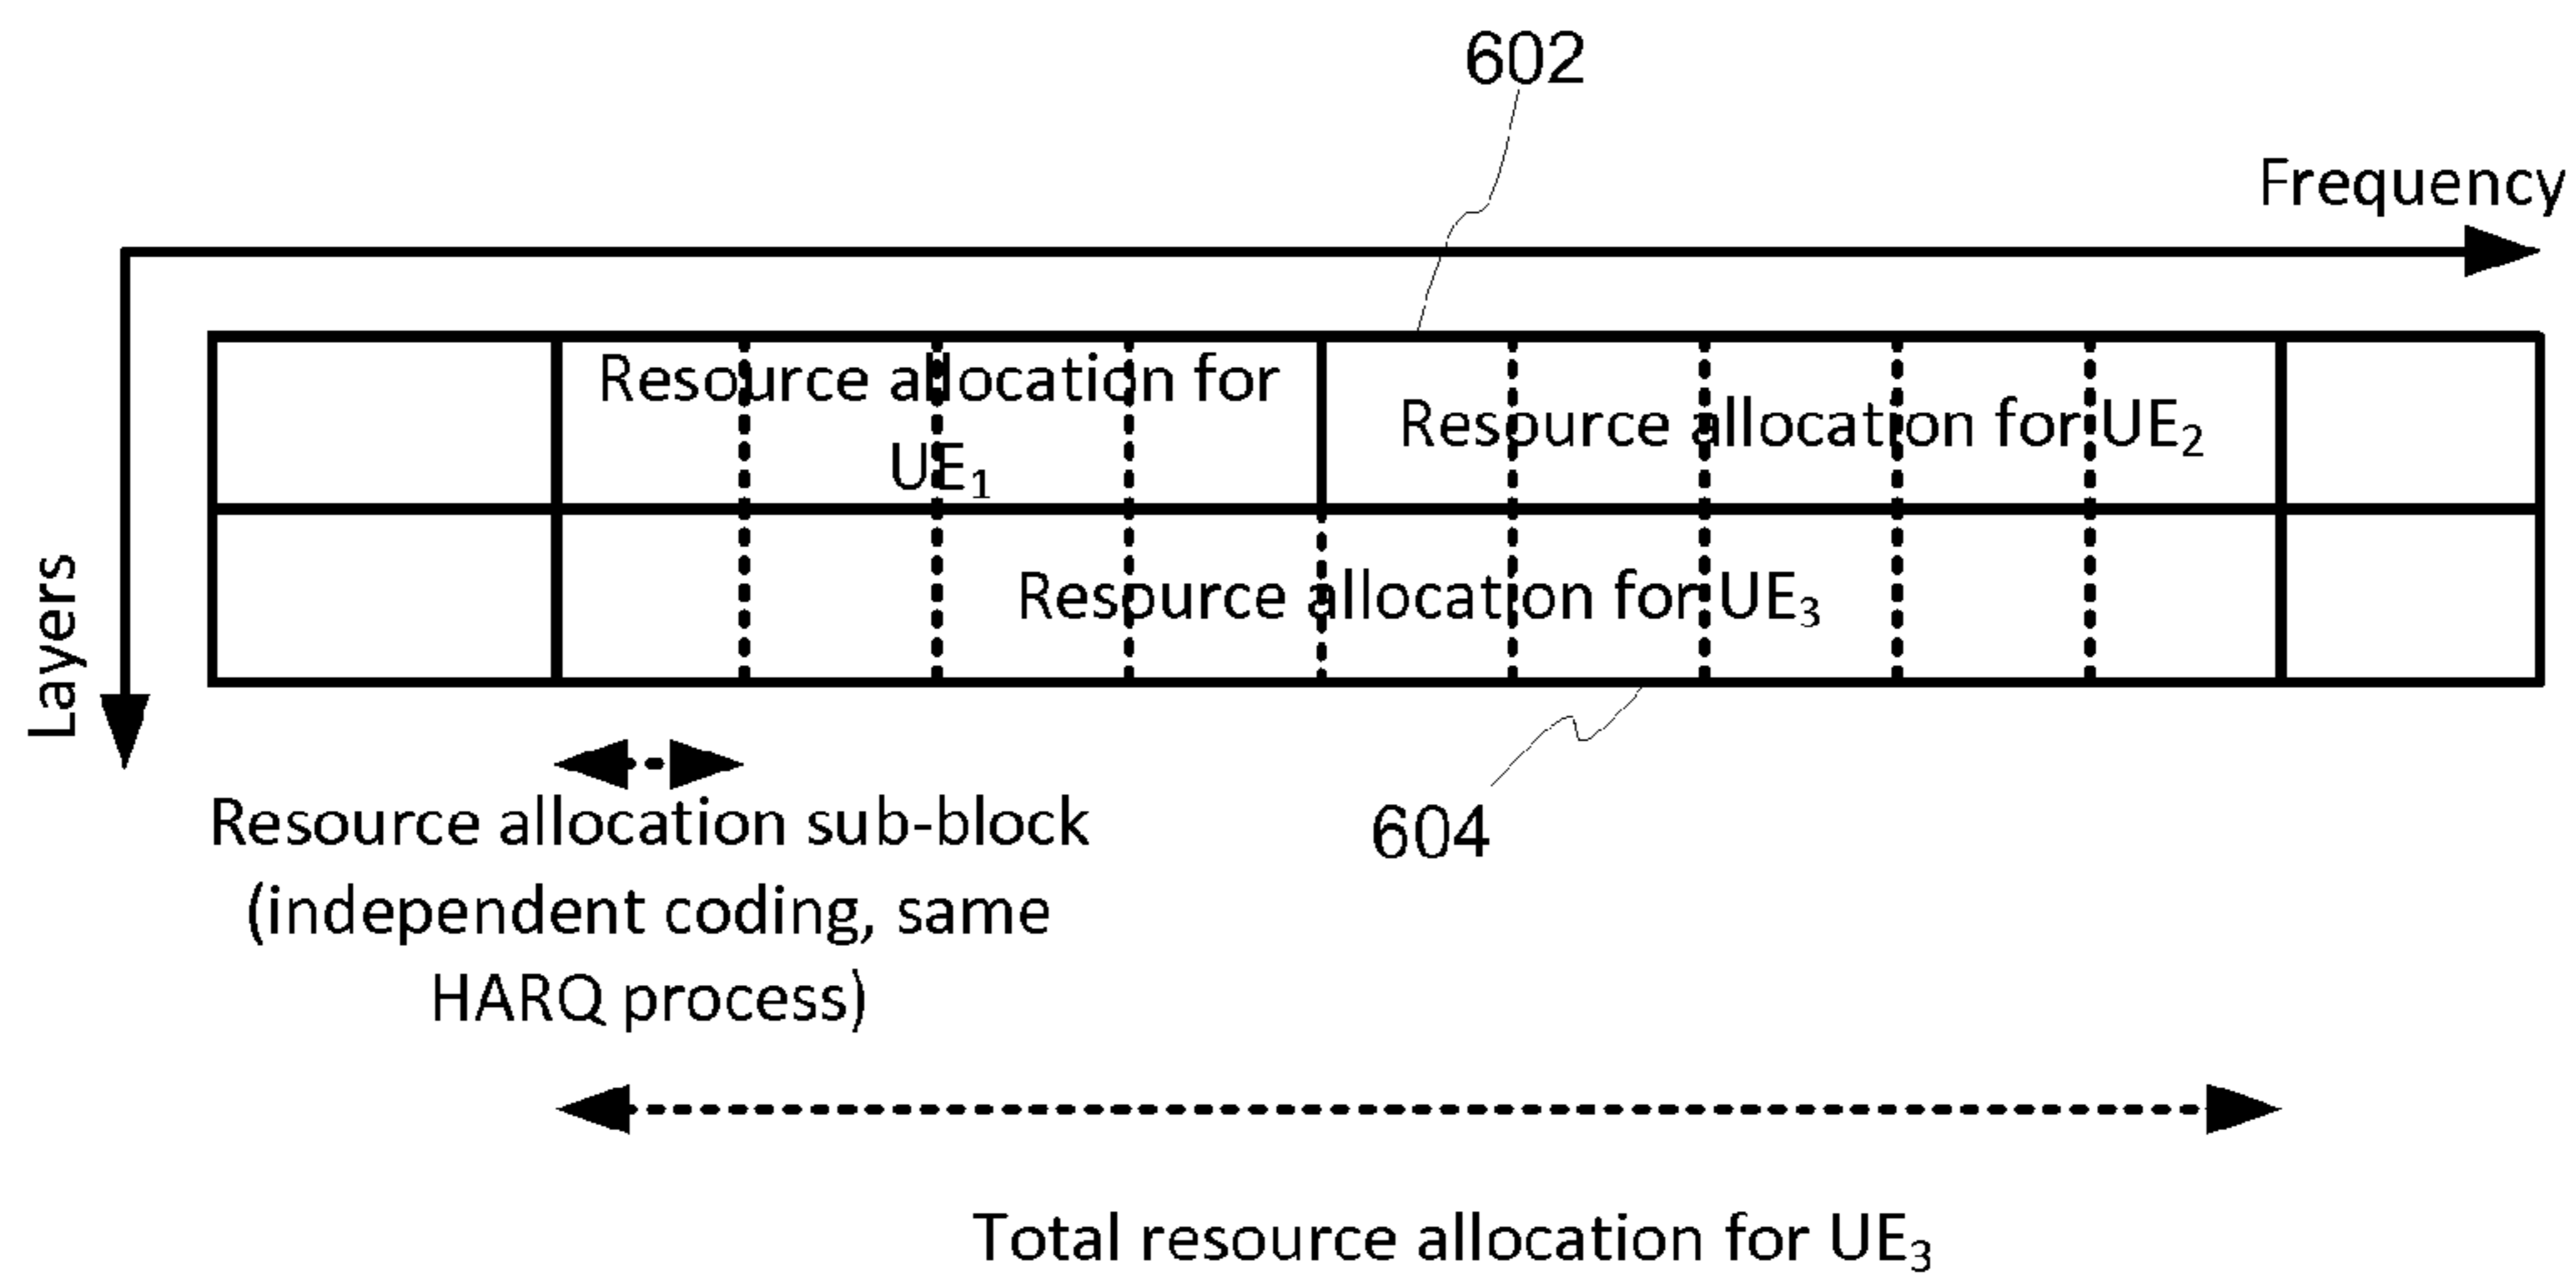 602
Frequency
Resource allocation for
UE₁
Resource allocation for UE₂
Layers
Resource allocation for UE₃
Resource allocation sub-block
(independent coding, same
HARQ process)
604
Total resource allocation for UE₃